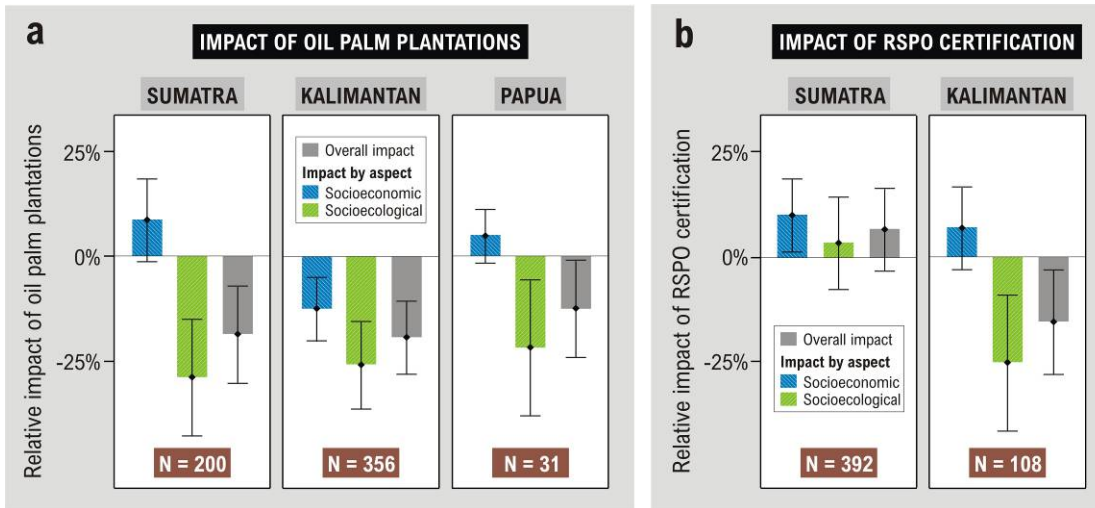 a
IMPACT OF OIL PALM PLANTATIONS
SUMATRA
KALIMANTAN
PAPUA
Relative impact of oil palm plantations
25%
0%
-25%
Overall impact
Impact by aspect
Socioeconomic
Socioecological
N = 200
N = 356
N = 31
b
IMPACT OF RSPO CERTIFICATION
SUMATRA
KALIMANTAN
Relative impact of RSPO certification
25%
0%
-25%
Overall impact
Impact by aspect
Socioeconomic
Socioecological
N = 392
N = 108